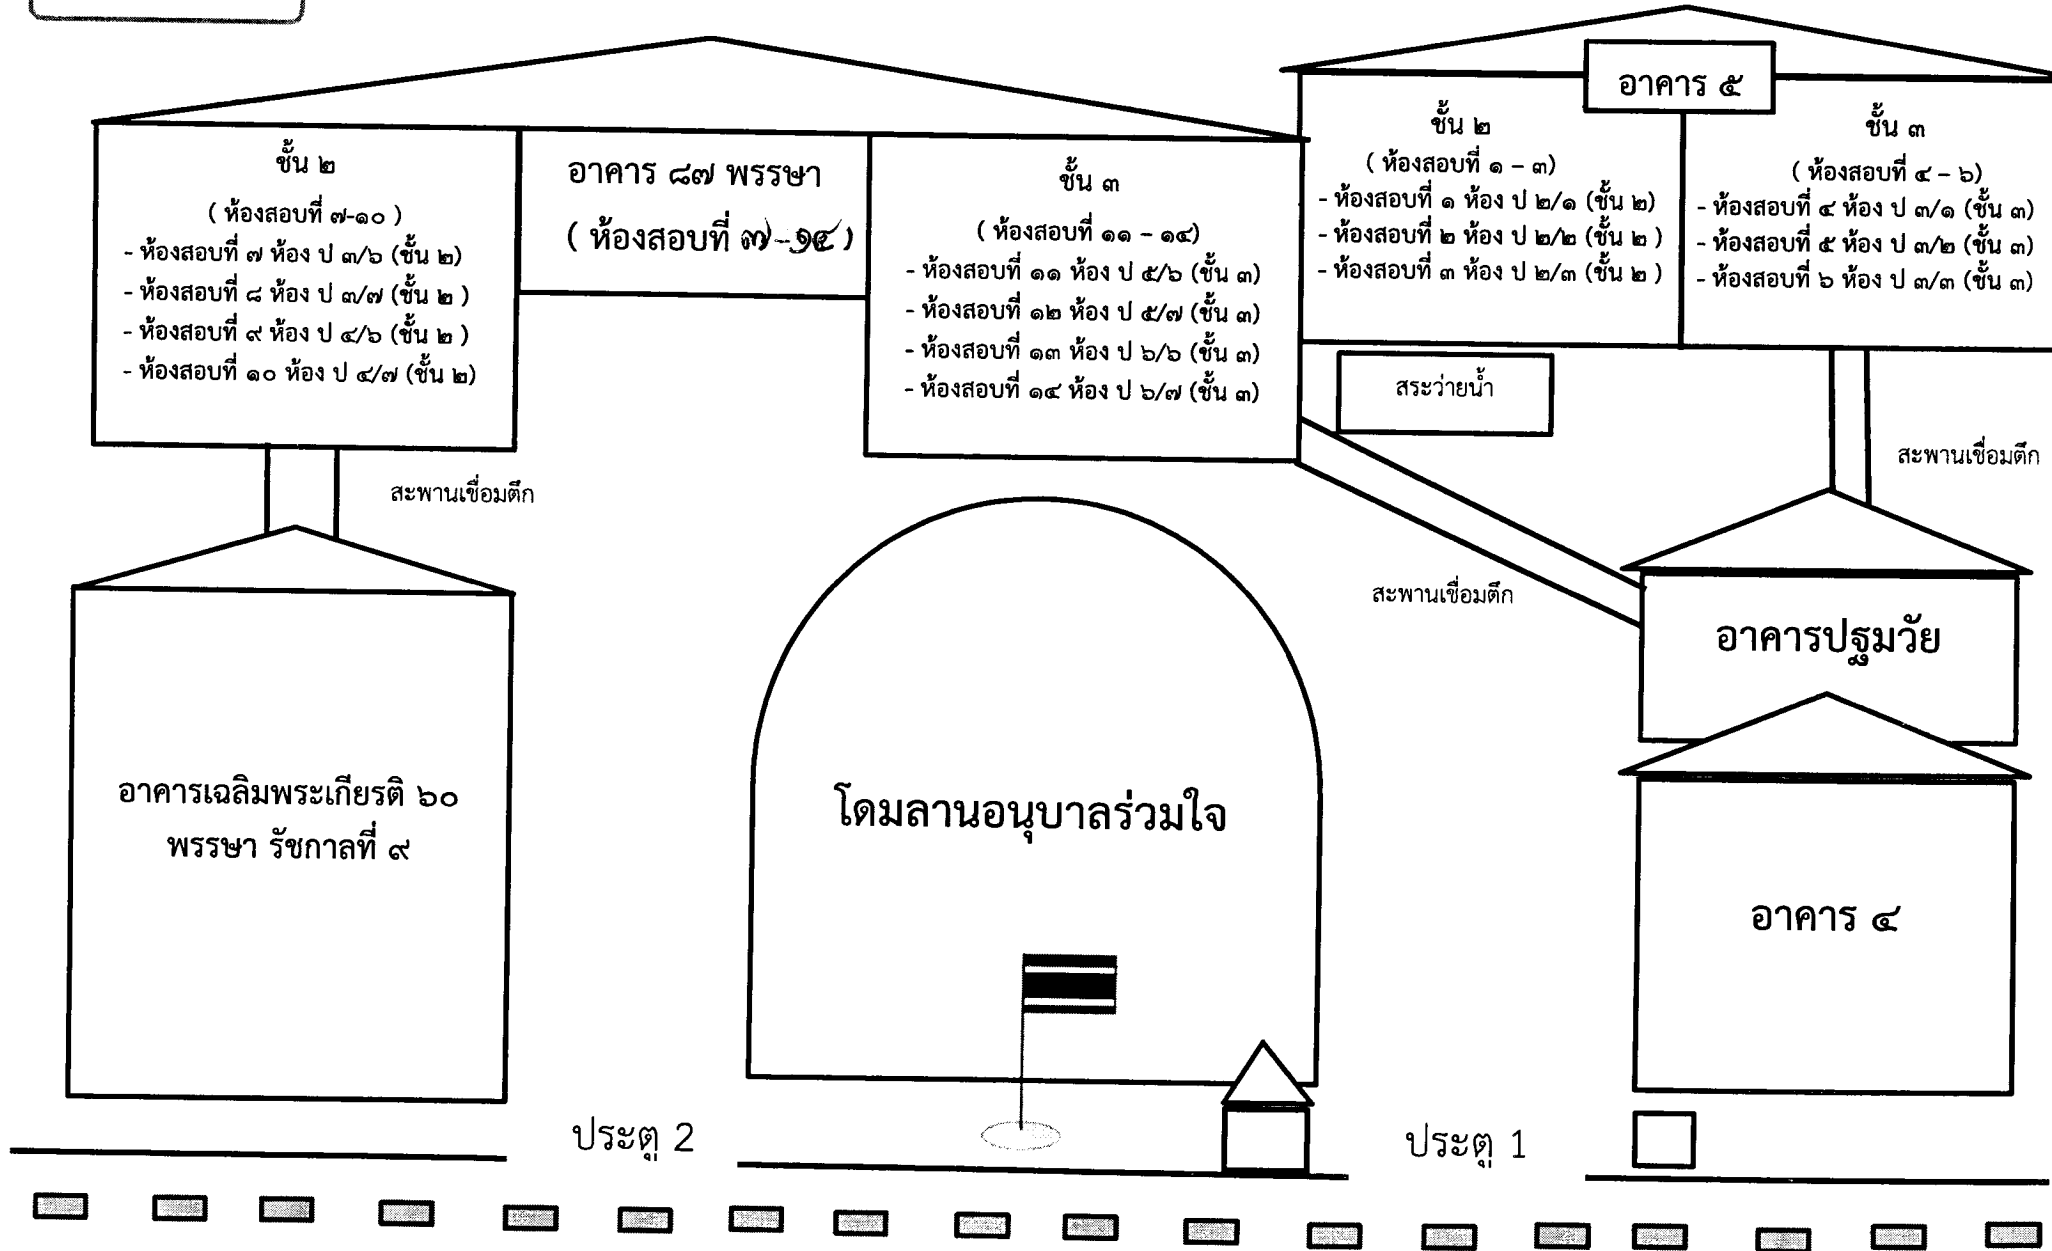 อาคาร ๕
ชั้น ๒
( ห้องสอบที่ ๑ – ๓)
- ห้องสอบที่ ๑ ห้อง ป ๒/๑ (ชั้น ๒)
- ห้องสอบที่ ๒ ห้อง ป ๒/๒ (ชั้น ๒ )
- ห้องสอบที่ ๓ ห้อง ป ๒/๓ (ชั้น ๒ )
ชั้น ๓
( ห้องสอบที่ ๔ – ๖)
- ห้องสอบที่ ๔ ห้อง ป ๓/๑ (ชั้น ๓)
- ห้องสอบที่ ๕ ห้อง ป ๓/๒ (ชั้น ๓)
- ห้องสอบที่ ๖ ห้อง ป ๓/๓ (ชั้น ๓)
ชั้น ๒
( ห้องสอบที่ ๗-๑๐ )
- ห้องสอบที่ ๗ ห้อง ป ๓/๖ (ชั้น ๒)
- ห้องสอบที่ ๘ ห้อง ป ๓/๗ (ชั้น ๒ )
- ห้องสอบที่ ๙ ห้อง ป ๔/๖ (ชั้น ๒ )
- ห้องสอบที่ ๑๐ ห้อง ป ๔/๗ (ชั้น ๒)
อาคาร ๘๗ พรรษา
( ห้องสอบที่ ๗-๑๔)
ชั้น ๓
( ห้องสอบที่ ๑๑ – ๑๔)
- ห้องสอบที่ ๑๑ ห้อง ป ๕/๖ (ชั้น ๓)
- ห้องสอบที่ ๑๒ ห้อง ป ๕/๗ (ชั้น ๓)
- ห้องสอบที่ ๑๓ ห้อง ป ๖/๖ (ชั้น ๓)
- ห้องสอบที่ ๑๔ ห้อง ป ๖/๗ (ชั้น ๓)
สระว่ายน้ำ
สะพานเชื่อมตึก
สะพานเชื่อมตึก
สะพานเชื่อมตึก
อาคารปฐมวัย
อาคารเฉลิมพระเกียรติ ๖๐
พรรษา รัชกาลที่ ๙
โดมลานอนุบาลร่วมใจ
อาคาร ๔
ประตู 2
ประตู 1